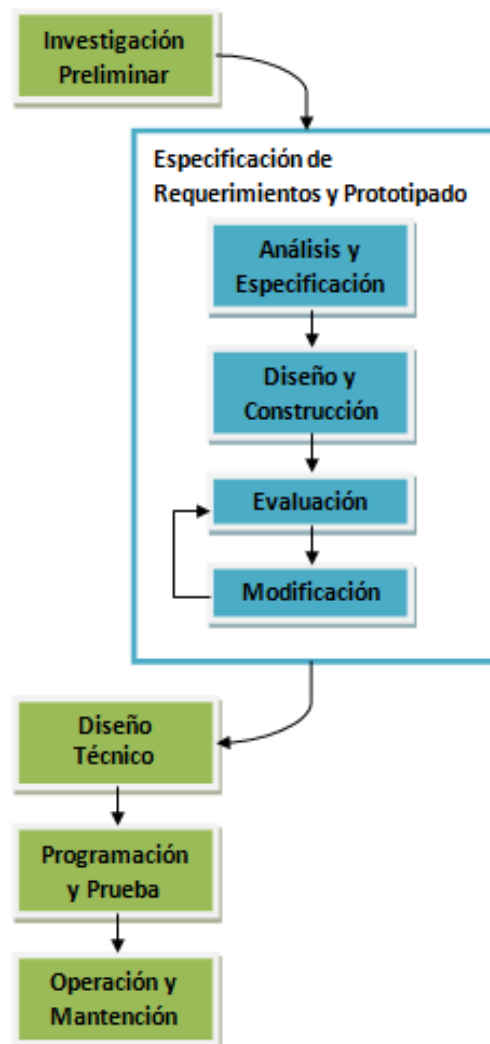 Investigación
Preliminar
Especificación de
Requerimientos y Prototipado
Análisis y
Especificación
Diseño y
Construcción
Evaluación
Modificación
Diseño
Técnico
Programación
y Prueba
Operación y
Mantención